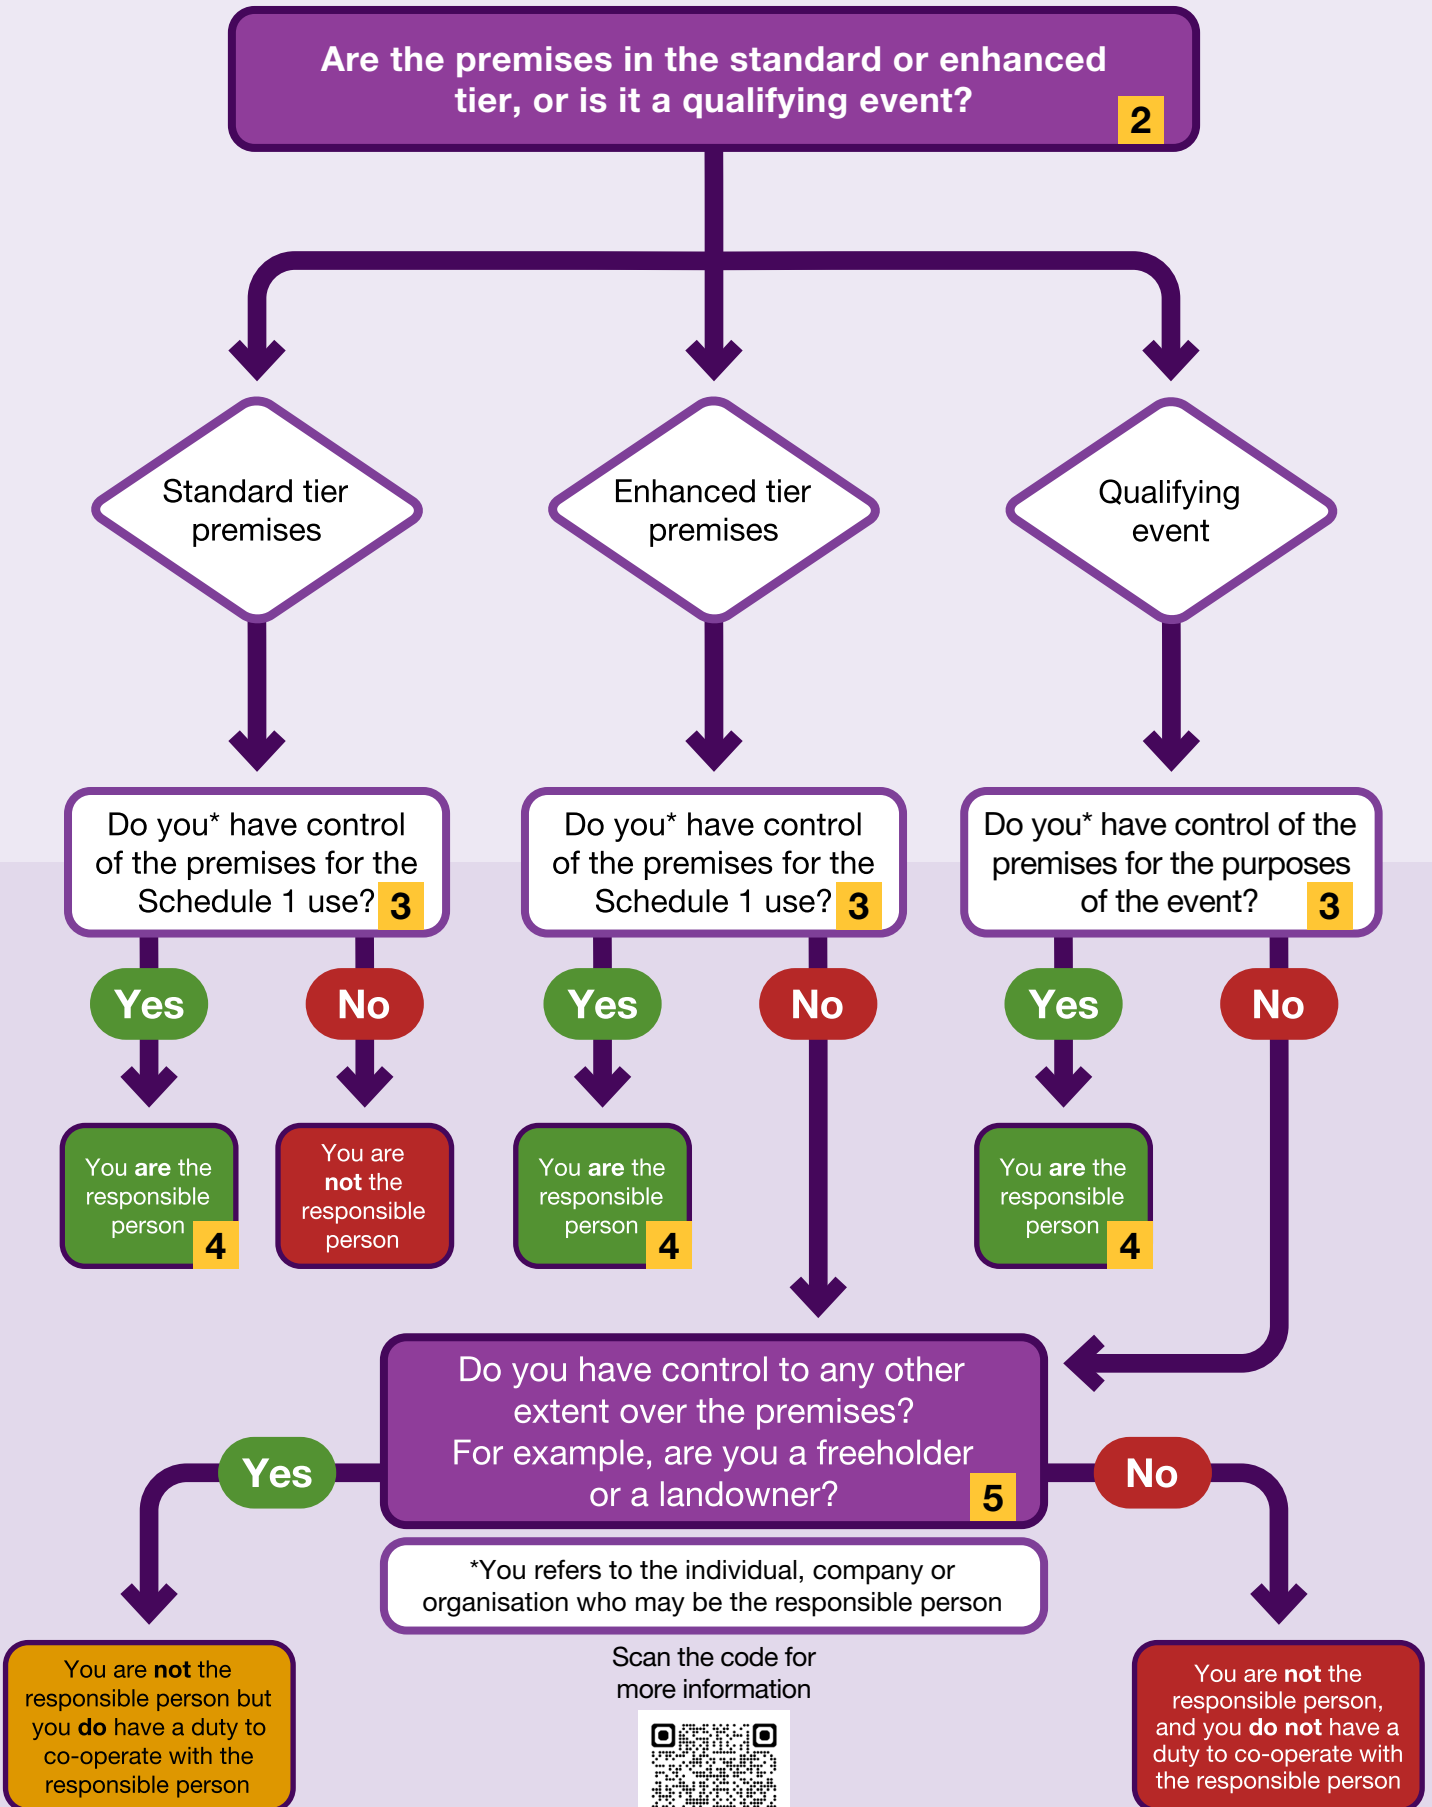 Are the premises in the standard or enhanced
tier, or is it a qualifying event?
2
Standard tier
premises
Enhanced tier
premises
Qualifying
event
Do you* have control
of the premises for the
Schedule 1 use?
3
Do you* have control
of the premises for the
Schedule 1 use?
3
Do you* have control of the
premises for the purposes
of the event?
3
Yes
No
Yes
No
Yes
No
You are the
responsible
person
4
You are
not the
responsible
person
You are the
responsible
person
4
You are the
responsible
person
4
Do you have control to any other
extent over the premises?
For example, are you a freeholder
or a landowner?
5
Yes
No
*You refers to the individual, company or
organisation who may be the responsible person
Scan the code for
more information
You are not the
responsible person but
you do have a duty to
co-operate with the
responsible person
You are not the
responsible person,
and you do not have a
duty to co-operate with
the responsible person